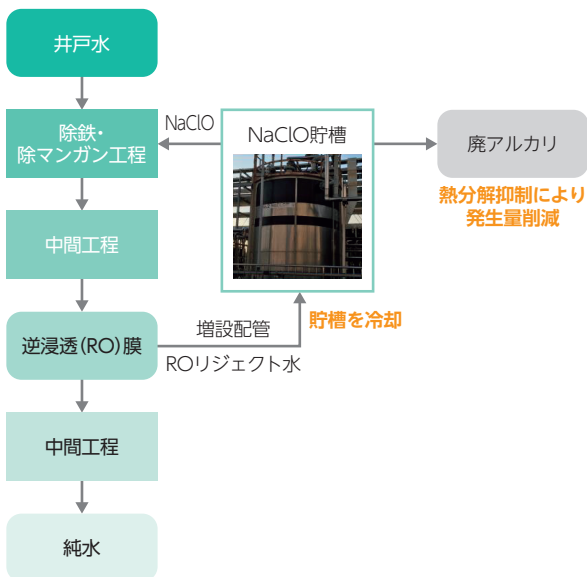 井戸水
除鉄・
除マンガン工程
NaClO
NaClO貯槽
廃アルカリ
熱分解抑制により
発生量削減
中間工程
逆浸透(RO)膜
増設配管
ROリジェクト水
貯槽を冷却
中間工程
純水